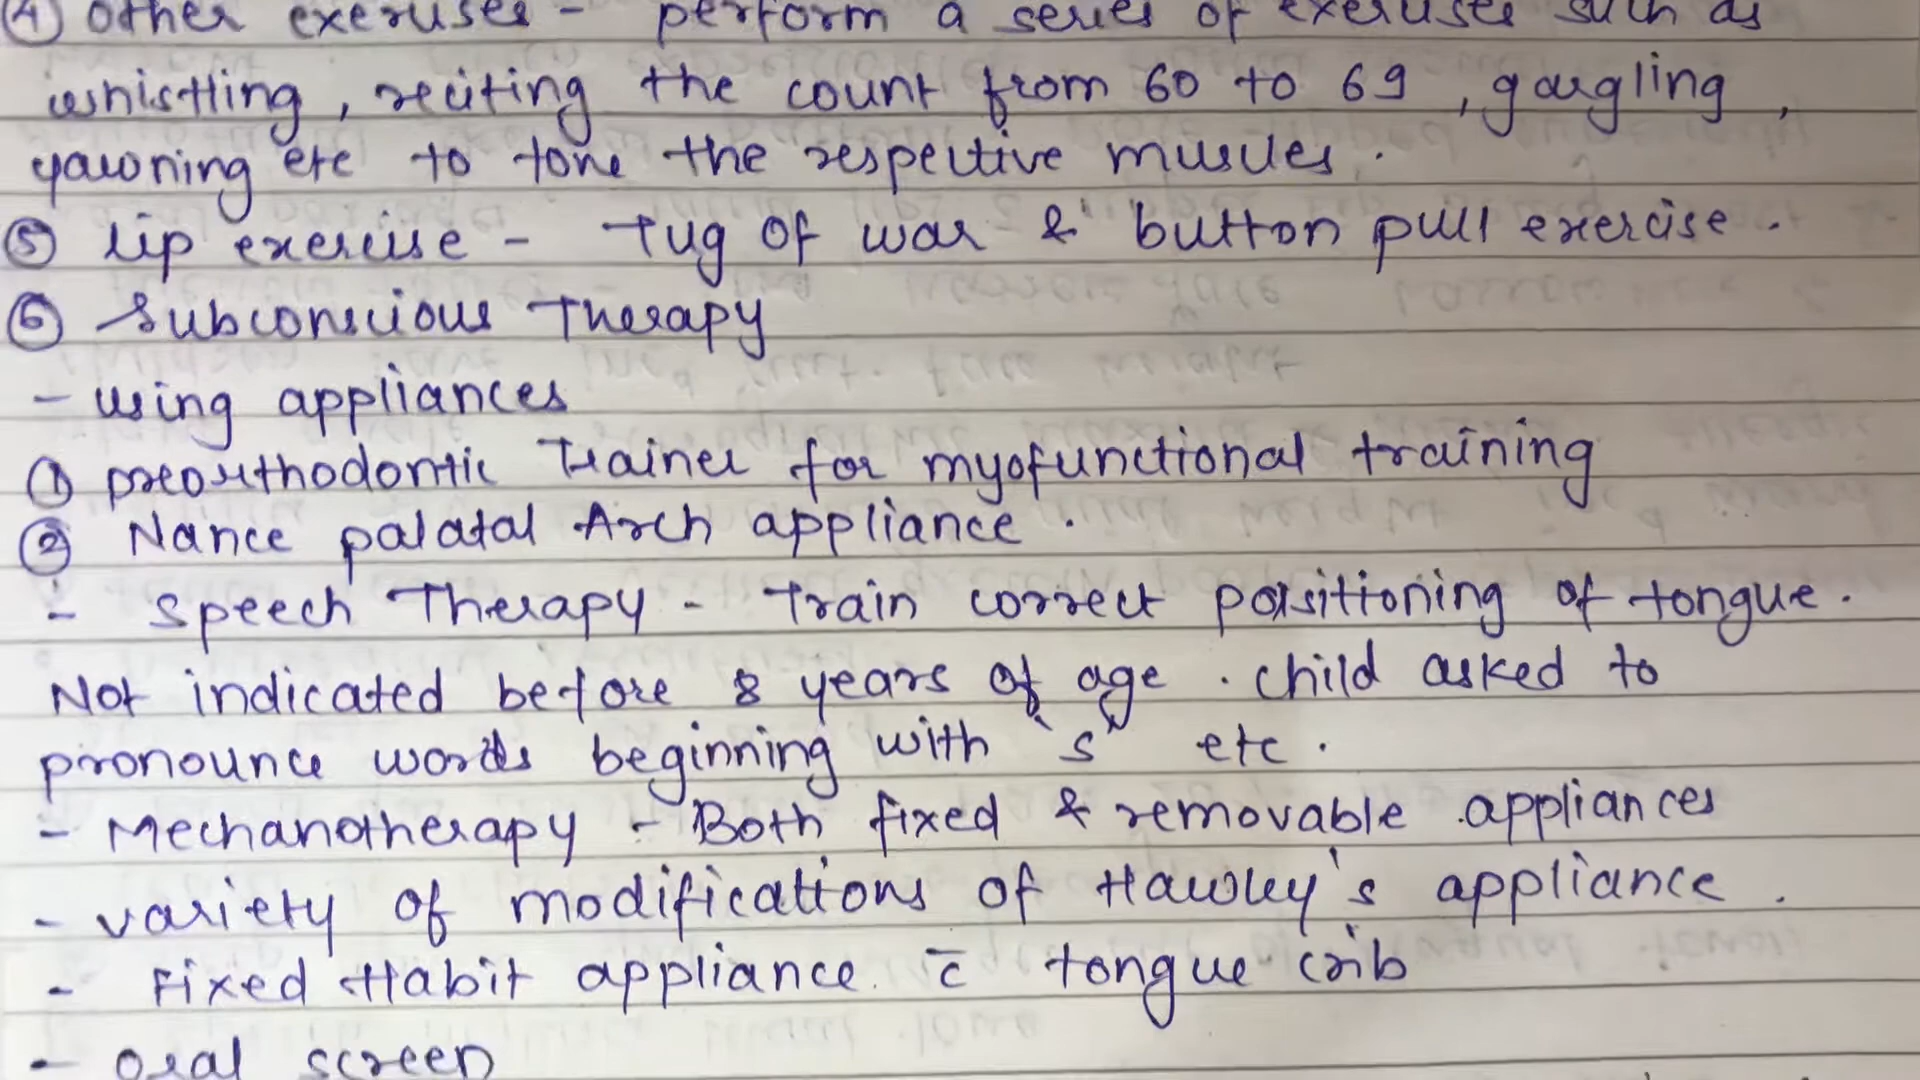 ④ other exercises - perform a series of exercises such as
whistling, reciting the count from 60 to 69, gargling,
yawning etc to tone the respective muscles.
⑤ lip exercise - Tug of war & button pull exercise.
⑥ Subconscious Therapy
- using appliances
① preorthodontic Trainer for myofunctional training
② Nance palatal Arch appliance.
- Speech Therapy - Train correct positioning of tongue.
Not indicated before 8 years of age. child asked to
pronounce words beginning with 's" etc.
- Mechanotherapy - Both fixed & removable appliances
- variety of modifications of Hawley's appliance.
- Fixed Habit appliance c̄ tongue crib
- oral screen